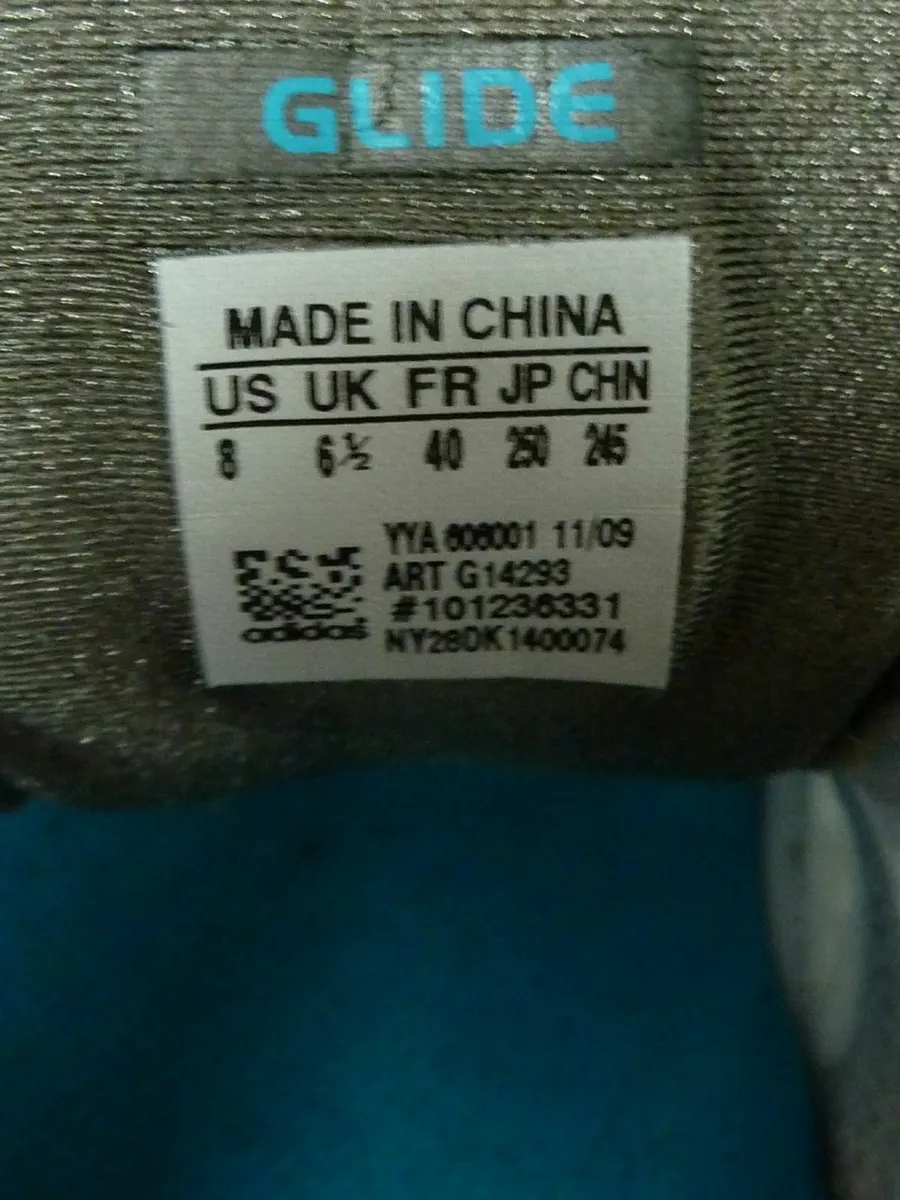 GLIDE
MADE IN CHINA
US UK FR JP CHN
8 6½ 40 250 245
YYA 606001 11/09
ART G14293
#101236331
adidas NY28DK1400074